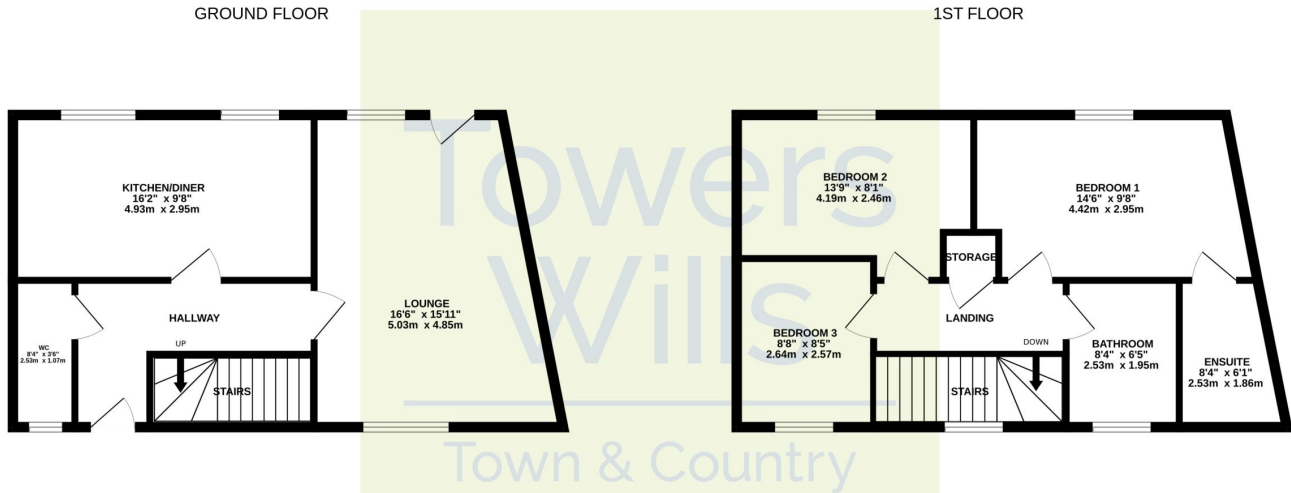 GROUND FLOOR
1ST FLOOR
KITCHEN/DINER
16'2" x 9'8"
4.93m x 2.95m
WC
8'4" x 3'6"
2.53m x 1.07m
HALLWAY
UP
STAIRS
LOUNGE
16'6" x 15'11"
5.03m x 4.85m
BEDROOM 2
13'9" x 8'1"
4.19m x 2.46m
BEDROOM 1
14'6" x 9'8"
4.42m x 2.95m
STORAGE
BEDROOM 3
8'8" x 8'5"
2.64m x 2.57m
LANDING
DOWN
STAIRS
BATHROOM
8'4" x 6'5"
2.53m x 1.95m
ENSUITE
8'4" x 6'1"
2.53m x 1.86m
Towers
Wills
Town & Country